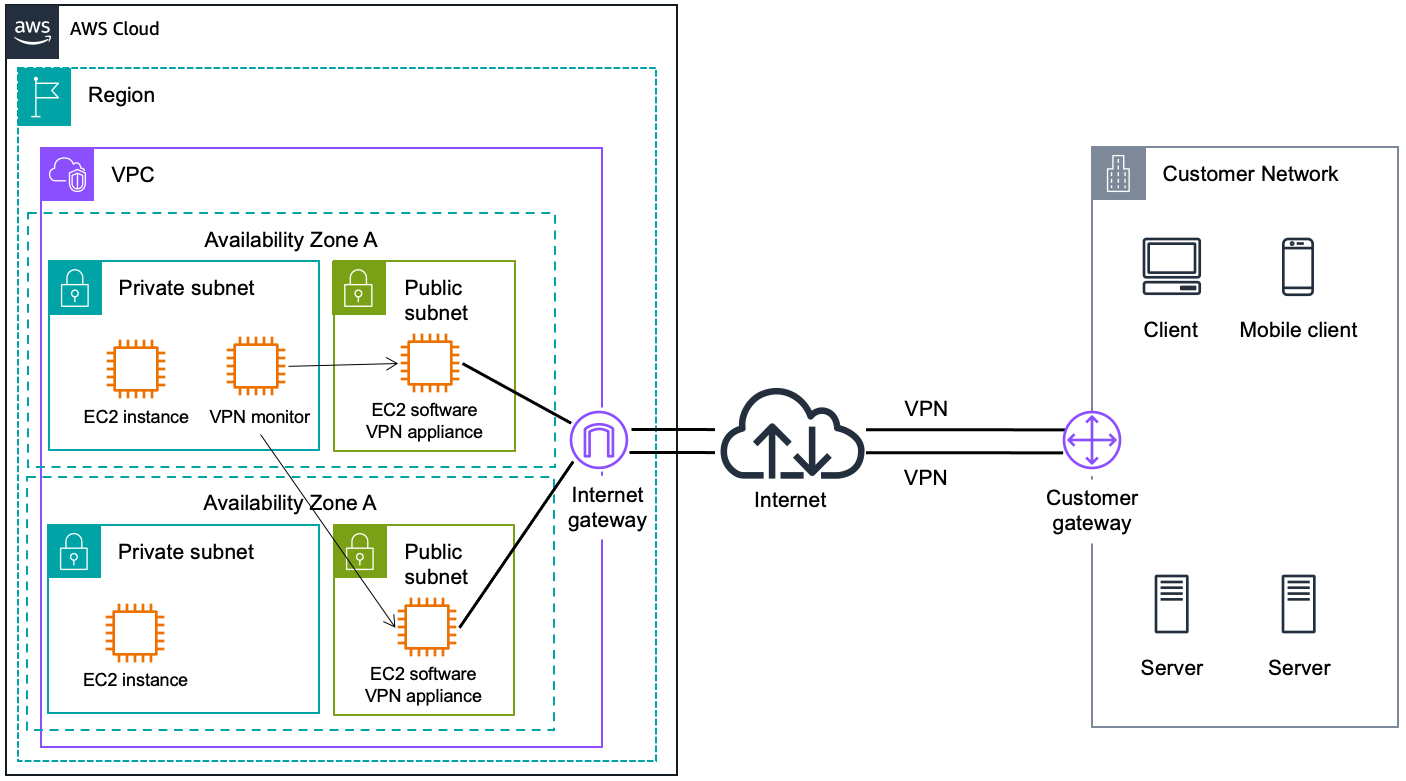 aws
AWS Cloud
Region
VPC
Availability Zone A
Private subnet
Public
subnet
EC2 instance
VPN monitor
EC2 software
VPN appliance
Availability Zone A
Private subnet
Public
subnet
EC2 instance
EC2 software
VPN appliance
Internet
gateway
Internet
VPN
VPN
Customer
gateway
Customer Network
Client
Mobile client
Server
Server